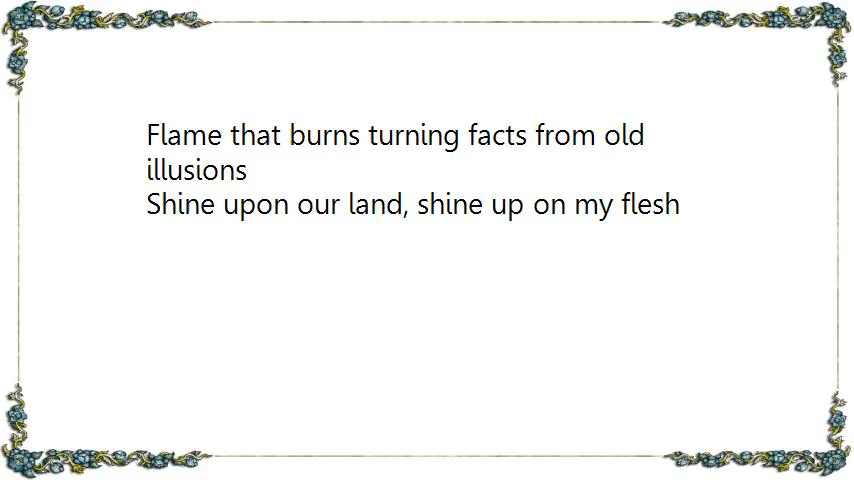 Flame that burns turning facts from old
illusions
Shine upon our land, shine up on my flesh